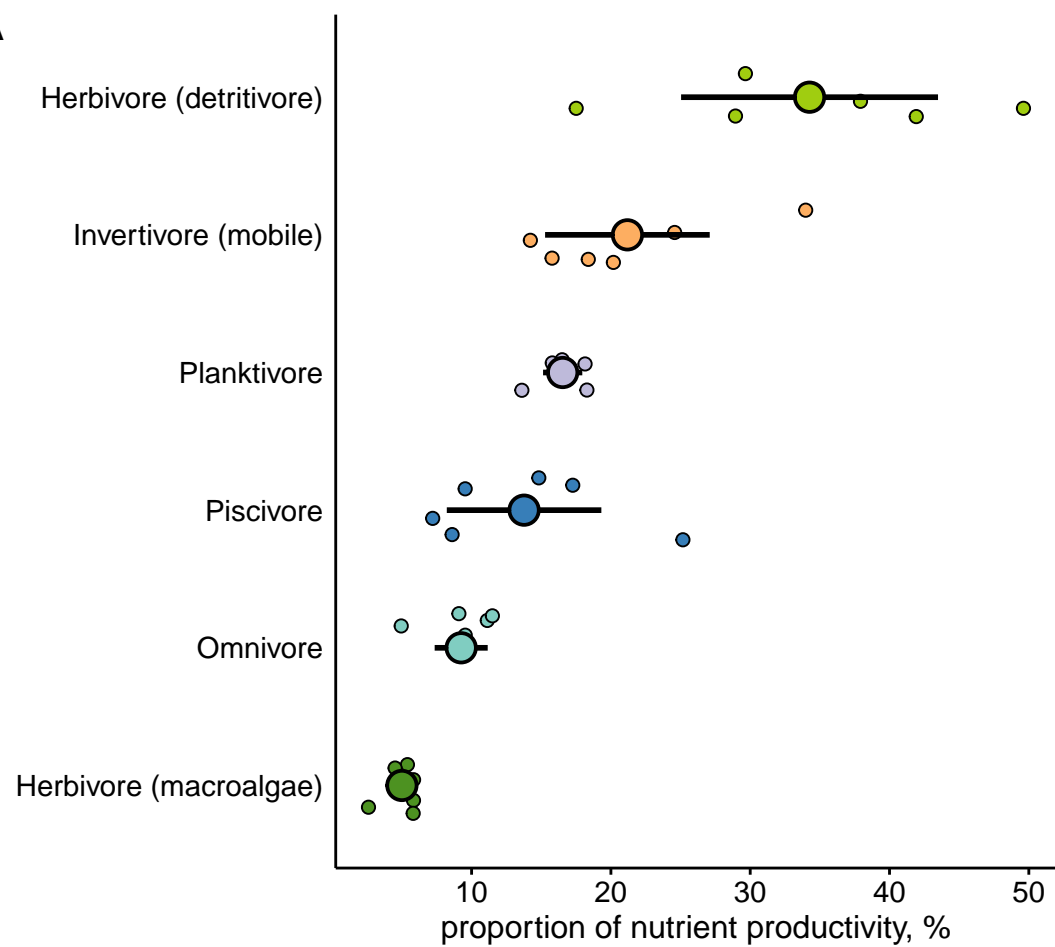 A
Herbivore (detritivore)
Invertivore (mobile)
Planktivore
Piscivore
Omnivore
Herbivore (macroalgae)
10 20 30 40 50
proportion of nutrient productivity, %